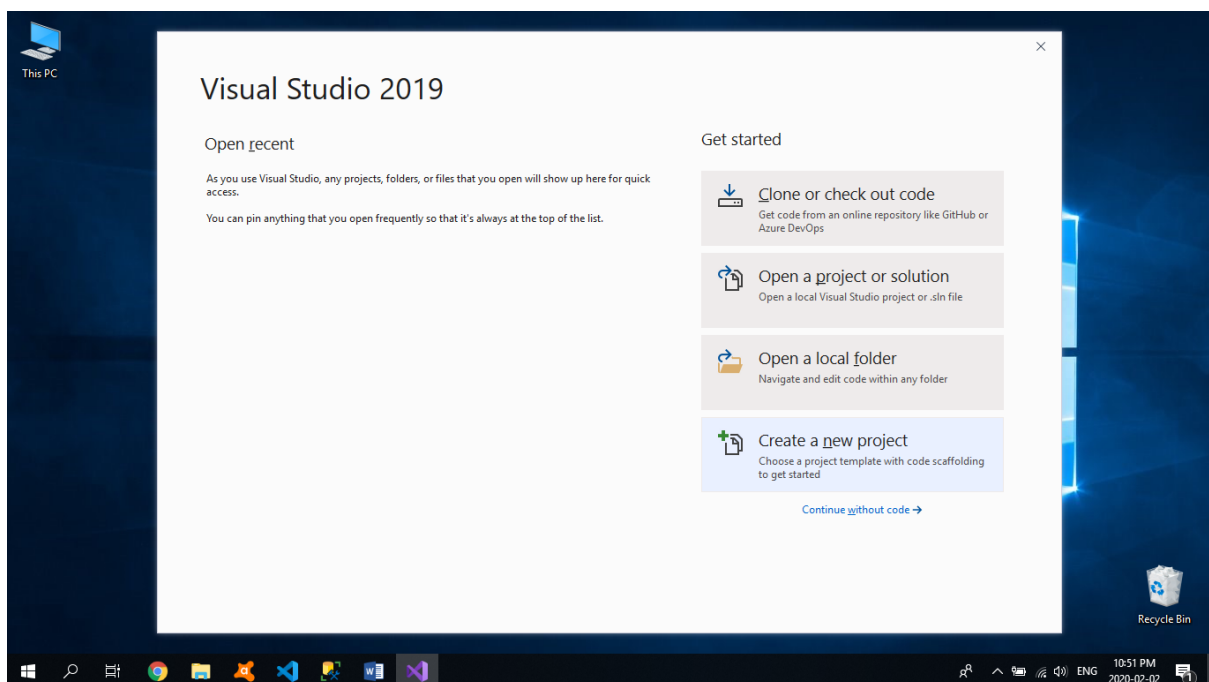 This PC
Visual Studio 2019
Open recent
As you use Visual Studio, any projects, folders, or files that you open will show up here for quick
access.
You can pin anything that you open frequently so that it's always at the top of the list.
Get started
Clone or check out code
Get code from an online repository like GitHub or
Azure DevOps
Open a project or solution
Open a local Visual Studio project or .sln file
Open a local folder
Navigate and edit code within any folder
Create a new project
Choose a project template with code scaffolding
to get started
Continue without code →
Recycle Bin
ENG
10:51 PM
2020-02-02
1